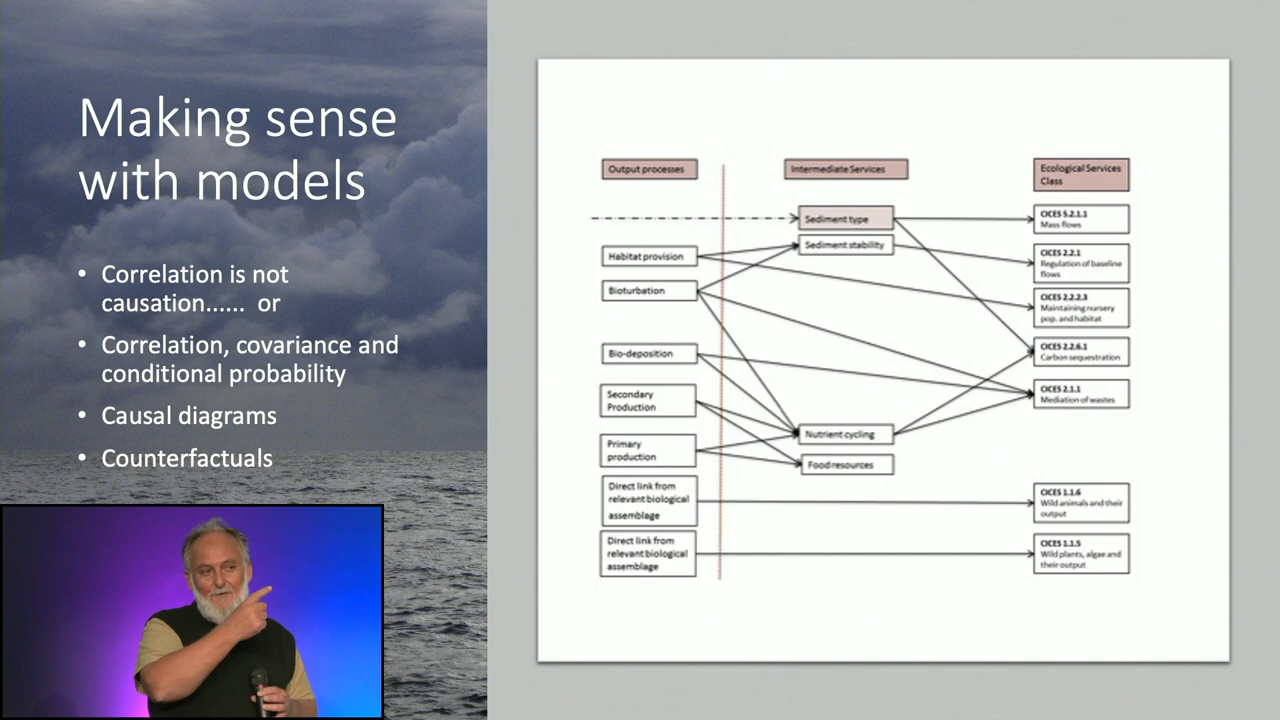 Making sense
with models
• Correlation is not
causation...... or
• Correlation, covariance and
conditional probability
• Causal diagrams
• Counterfactuals
Output processes
Intermediate Services
Ecological Services
Class
Sediment type
CICES 5.2.1.1
Mass flows
Habitat provision
Sediment stability
CICES 2.2.1
Regulation of baseline
flows
Bioturbation
CICES 2.2.2.3
Maintaining nursery
pop. and habitat
Bio-deposition
CICES 2.2.6.1
Carbon sequestration
Secondary
Production
CICES 2.1.1
Mediation of wastes
Primary
production
Nutrient cycling
Food resources
Direct link from
relevant biological
assemblage
CICES 1.1.6
Wild animals and their
output
Direct link from
relevant biological
assemblage
CICES 1.1.5
Wild plants, algae and
their output